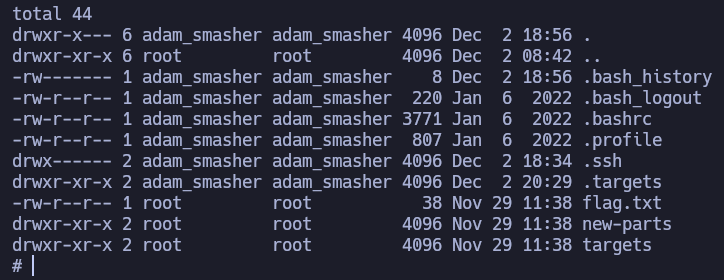 total 44
drwxr-x--- 6 adam_smasher adam_smasher 4096 Dec  2 18:56 .
drwxr-xr-x 6 root         root         4096 Dec  2 08:42 ..
-rw------- 1 adam_smasher adam_smasher    8 Dec  2 18:56 .bash_history
-rw-r--r-- 1 adam_smasher adam_smasher  220 Jan  6  2022 .bash_logout
-rw-r--r-- 1 adam_smasher adam_smasher 3771 Jan  6  2022 .bashrc
-rw-r--r-- 1 adam_smasher adam_smasher  807 Jan  6  2022 .profile
drwx------ 2 adam_smasher adam_smasher 4096 Dec  2 18:34 .ssh
drwxr-xr-x 2 adam_smasher adam_smasher 4096 Dec  2 20:29 .targets
-rw-r--r-- 1 root         root           38 Nov 29 11:38 flag.txt
drwxr-xr-x 2 root         root         4096 Nov 29 11:38 new-parts
drwxr-xr-x 2 root         root         4096 Nov 29 11:38 targets
#